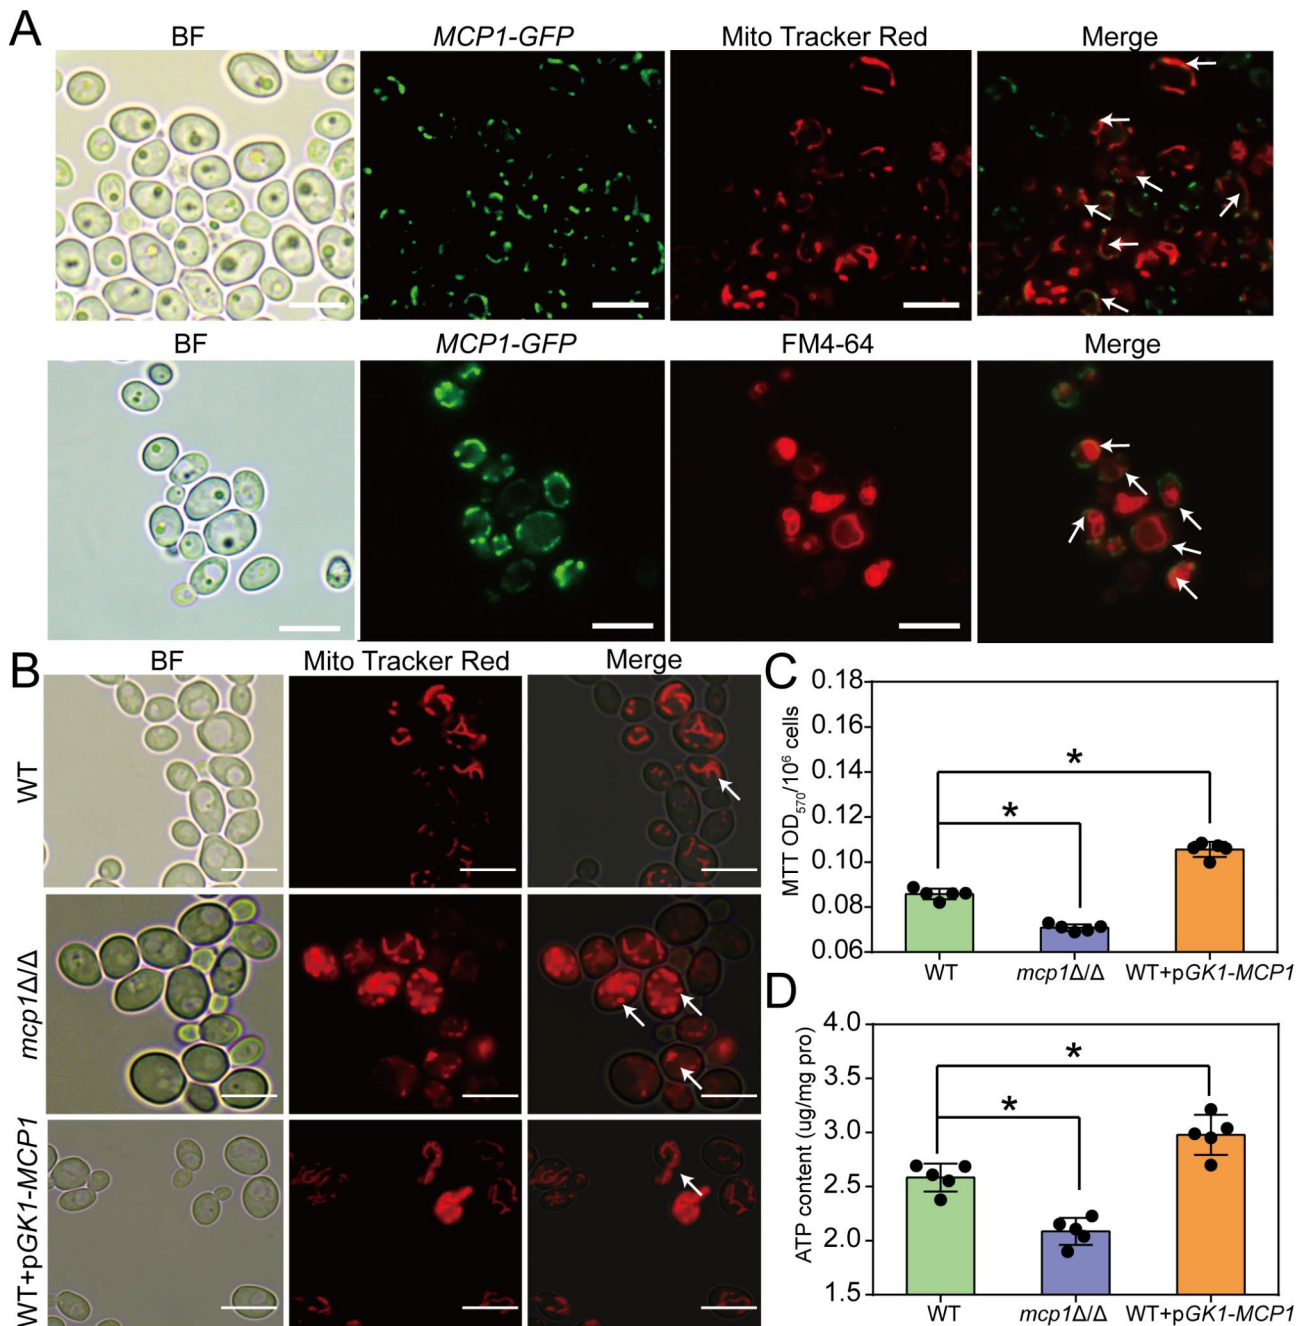 A
BF
MCP1-GFP
Mito Tracker Red
Merge
BF
MCP1-GFP
FM4-64
Merge
B
BF
Mito Tracker Red
Merge
WT
mcp1Δ/Δ
WT+pGK1-MCP1
C
MTT OD570/10⁶ cells
0.18
0.16
0.14
0.12
0.10
0.08
0.06
*
*
WT
mcp1Δ/Δ
WT+pGK1-MCP1
D
ATP content (ug/mg pro)
4.0
3.0
2.5
2.0
1.5
*
*
WT
mcp1Δ/Δ
WT+pGK1-MCP1